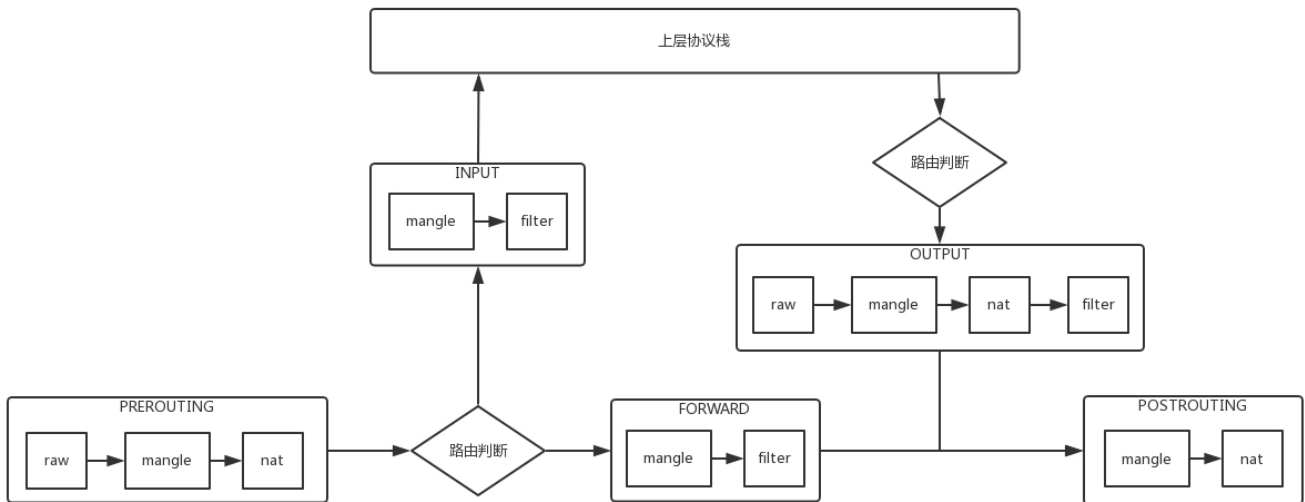 上层协议栈
路由判断
INPUT
mangle
filter
OUTPUT
raw
mangle
nat
filter
PREROUTING
raw
mangle
nat
路由判断
FORWARD
mangle
filter
POSTROUTING
mangle
nat